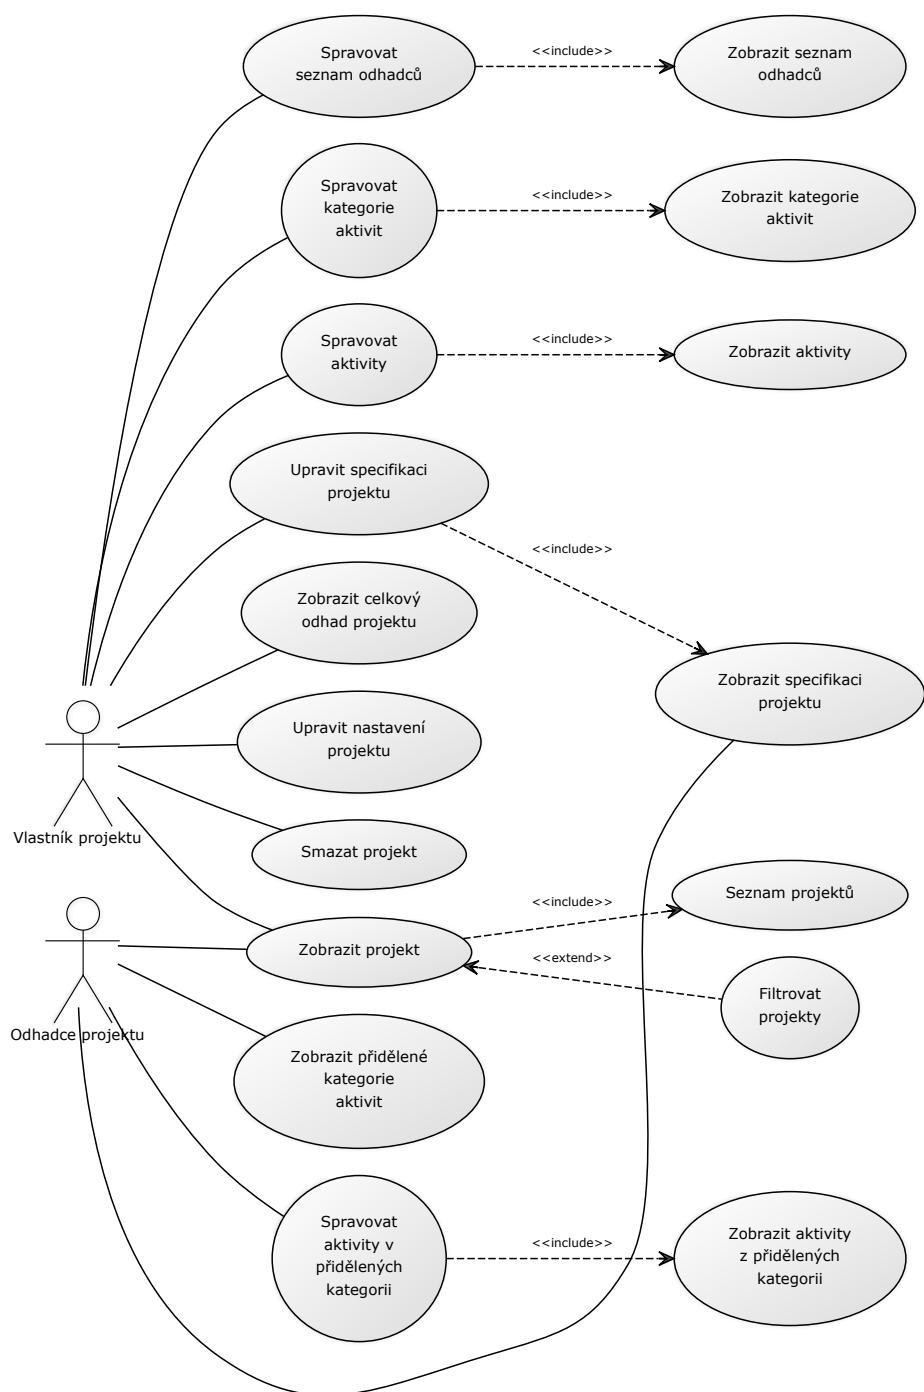 Spravovat
seznam odhadců
<<include>>
Zobrazit seznam
odhadců
Spravovat
kategorie
aktivit
<<include>>
Zobrazit kategorie
aktivit
Spravovat
aktivity
<<include>>
Zobrazit aktivity
Upravit specifikaci
projektu
<<include>>
Zobrazit celkový
odhad projektu
Zobrazit specifikaci
projektu
Upravit nastavení
projektu
Vlastník projektu
Smazat projekt
<<include>>
Seznam projektů
Zobrazit projekt
<<extend>>
Filtrovat
projekty
Odhadce projektu
Zobrazit přidělené
kategorie
aktivit
Spravovat
aktivity v
přidělených
kategorii
<<include>>
Zobrazit aktivity
z přidělených
kategorii